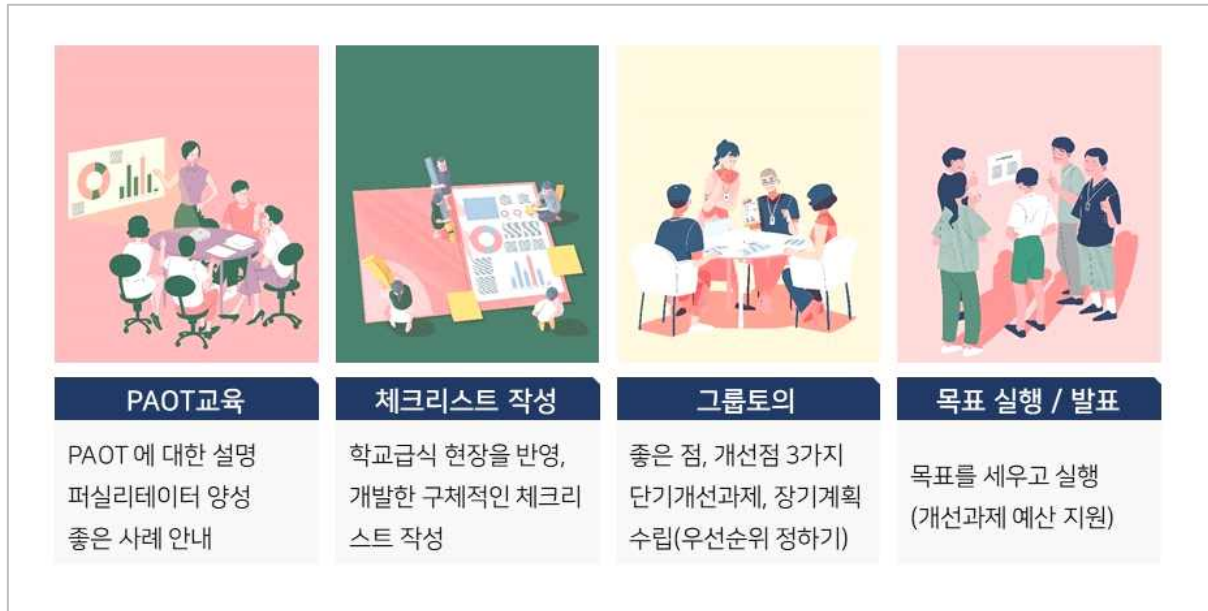 PAOT교육
PAOT 에 대한 설명
퍼실리테이터 양성
좋은 사례 안내
체크리스트 작성
학교급식 현장을 반영,
개발한 구체적인 체크리
스트 작성
그룹토의
좋은 점, 개선점 3가지
단기개선과제, 장기계획
수립(우선순위 정하기)
목표 실행 / 발표
목표를 세우고 실행
(개선과제 예산 지원)